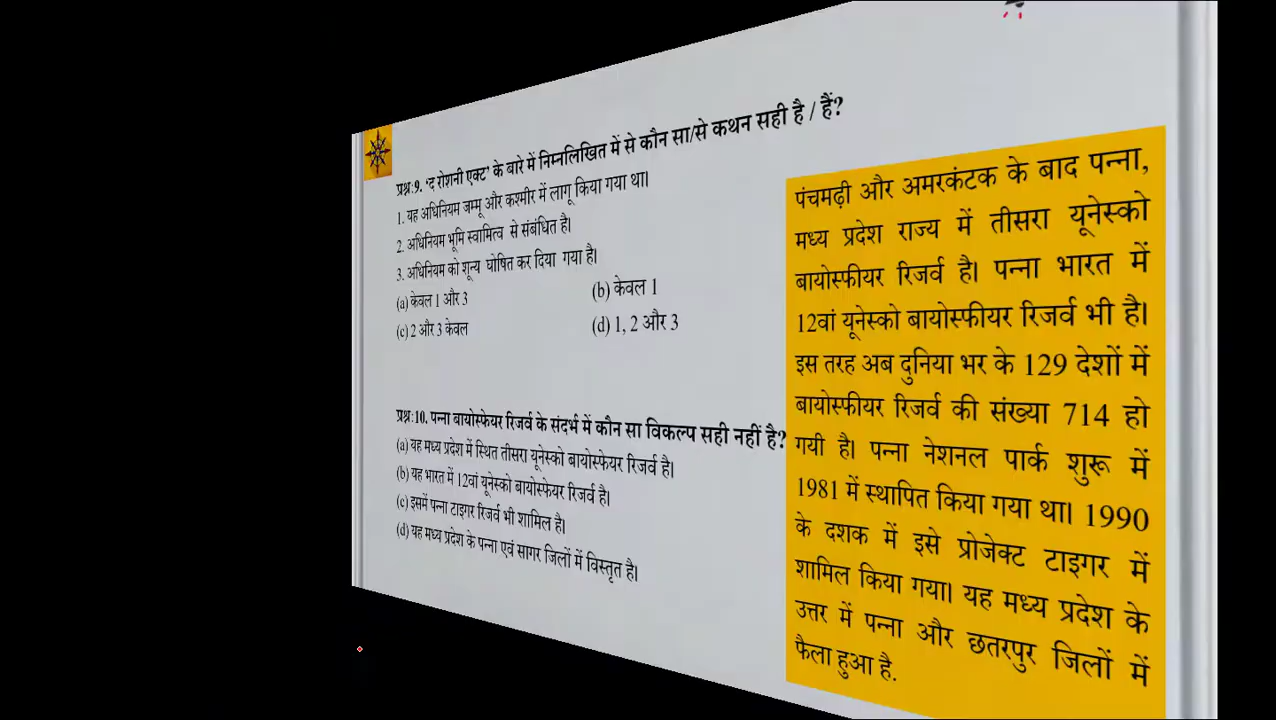 प्रश्न:9. ‘द रोशनी एक्ट’ के बारे में निम्नलिखित में से कौन सा/से कथन सही है / हैं?
1. यह अधिनियम जम्मू और कश्मीर में लागू किया गया था।
2. अधिनियम भूमि स्वामित्व से संबंधित है।
3. अधिनियम को शून्य घोषित कर दिया गया है।
(a) केवल 1 और 3 (b) केवल 1
(c) 2 और 3 केवल (d) 1, 2 और 3
प्रश्न:10. पन्ना बायोस्फेयर रिजर्व के संदर्भ में कौन सा विकल्प सही नहीं है?
(a) यह मध्य प्रदेश में स्थित तीसरा यूनेस्को बायोस्फेयर रिजर्व है।
(b) यह भारत में 12वां यूनेस्को बायोस्फेयर रिजर्व है।
(c) इसमें पन्ना टाइगर रिजर्व भी शामिल है।
(d) यह मध्य प्रदेश के पन्ना एवं सागर जिलों में विस्तृत है।
पंचमढ़ी और अमरकंटक के बाद पन्ना,
मध्य प्रदेश राज्य में तीसरा यूनेस्को
बायोस्फीयर रिजर्व है। पन्ना भारत में
12वां यूनेस्को बायोस्फीयर रिजर्व भी है।
इस तरह अब दुनिया भर के 129 देशों में
बायोस्फीयर रिजर्व की संख्या 714 हो
गयी है। पन्ना नेशनल पार्क शुरू में
1981 में स्थापित किया गया था। 1990
के दशक में इसे प्रोजेक्ट टाइगर में
शामिल किया गया। यह मध्य प्रदेश के
उत्तर में पन्ना और छतरपुर जिलों में
फैला हुआ है.